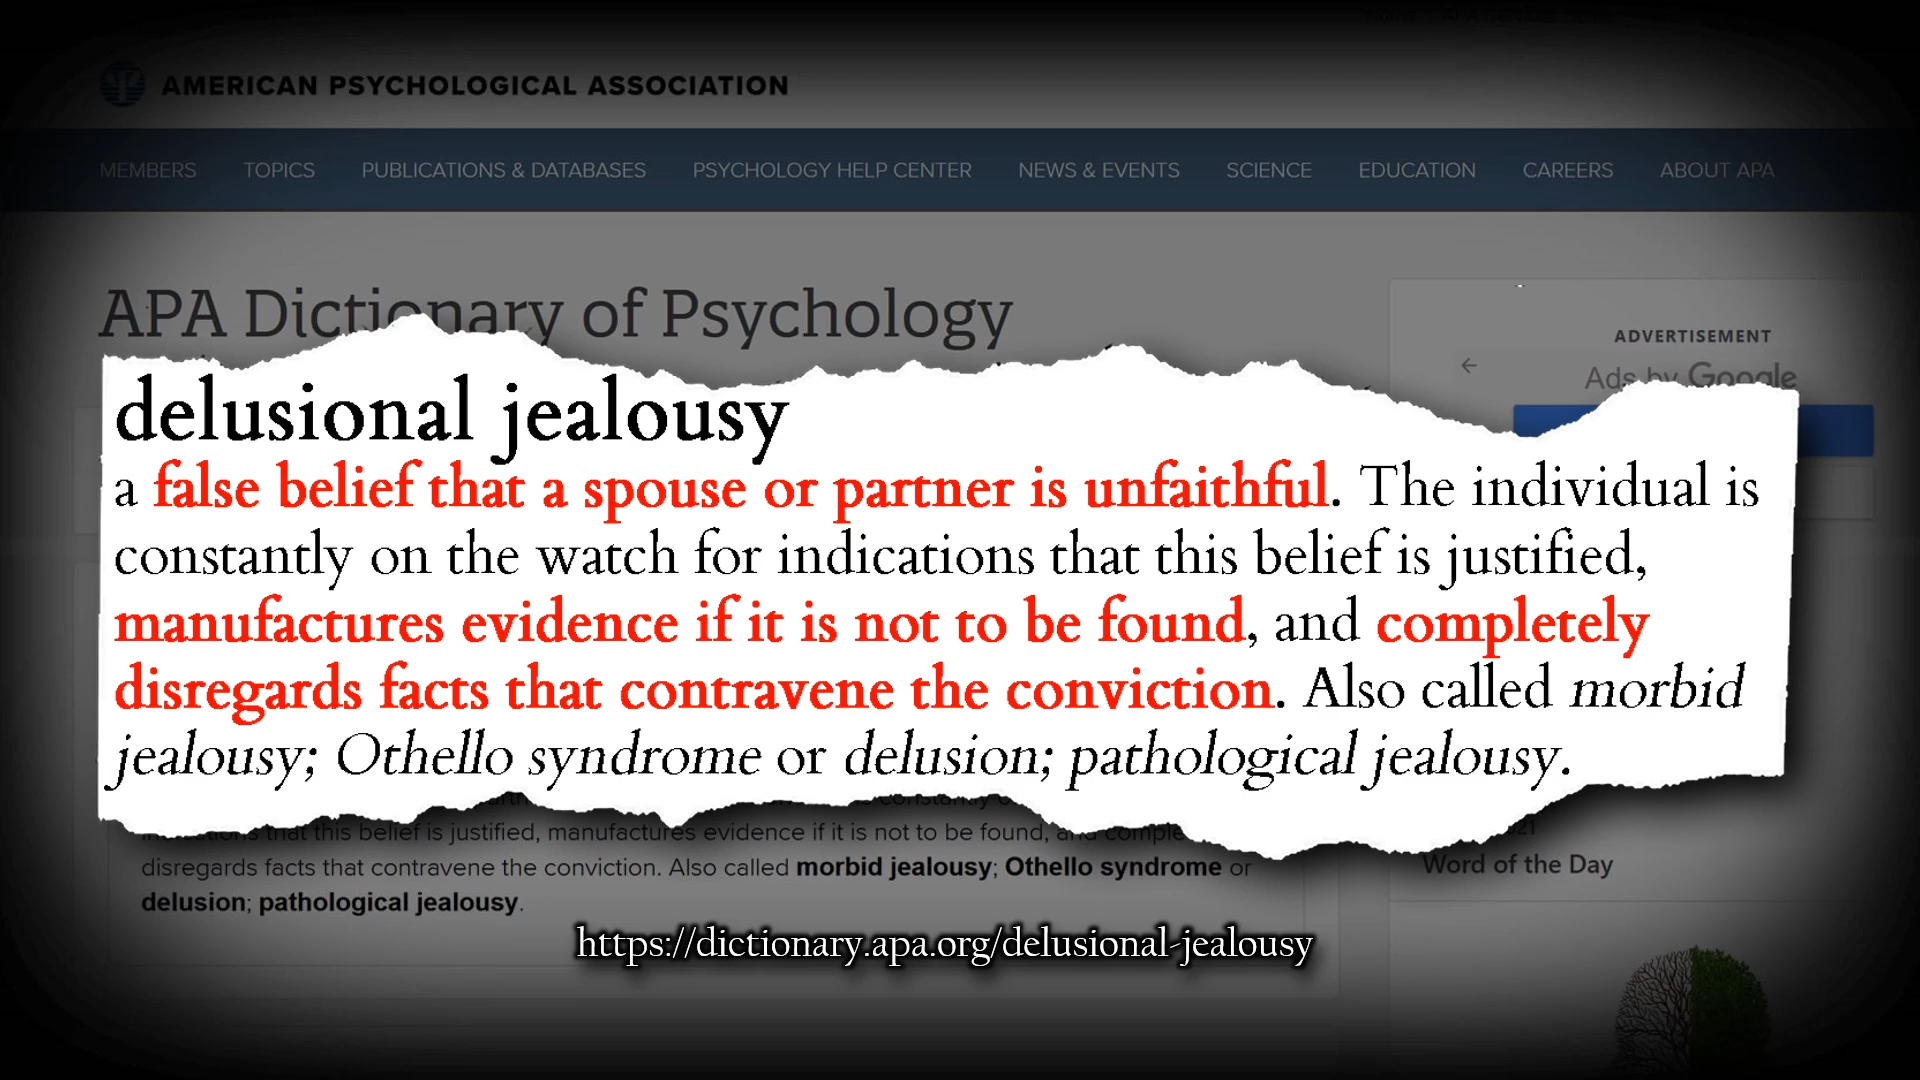 AMERICAN PSYCHOLOGICAL ASSOCIATION
MEMBERS TOPICS PUBLICATIONS & DATABASES PSYCHOLOGY HELP CENTER NEWS & EVENTS SCIENCE EDUCATION CAREERS ABOUT APA
APA Dictionary of Psychology
ADVERTISEMENT
Ads by Google
delusional jealousy
a false belief that a spouse or partner is unfaithful. The individual is
constantly on the watch for indications that this belief is justified,
manufactures evidence if it is not to be found, and completely
disregards facts that contravene the conviction. Also called morbid
jealousy; Othello syndrome or delusion; pathological jealousy.
that this belief is justified, manufactures evidence if it is not to be found,
disregards facts that contravene the conviction. Also called morbid jealousy; Othello syndrome or
delusion; pathological jealousy.
Word of the Day
https://dictionary.apa.org/delusional-jealousy